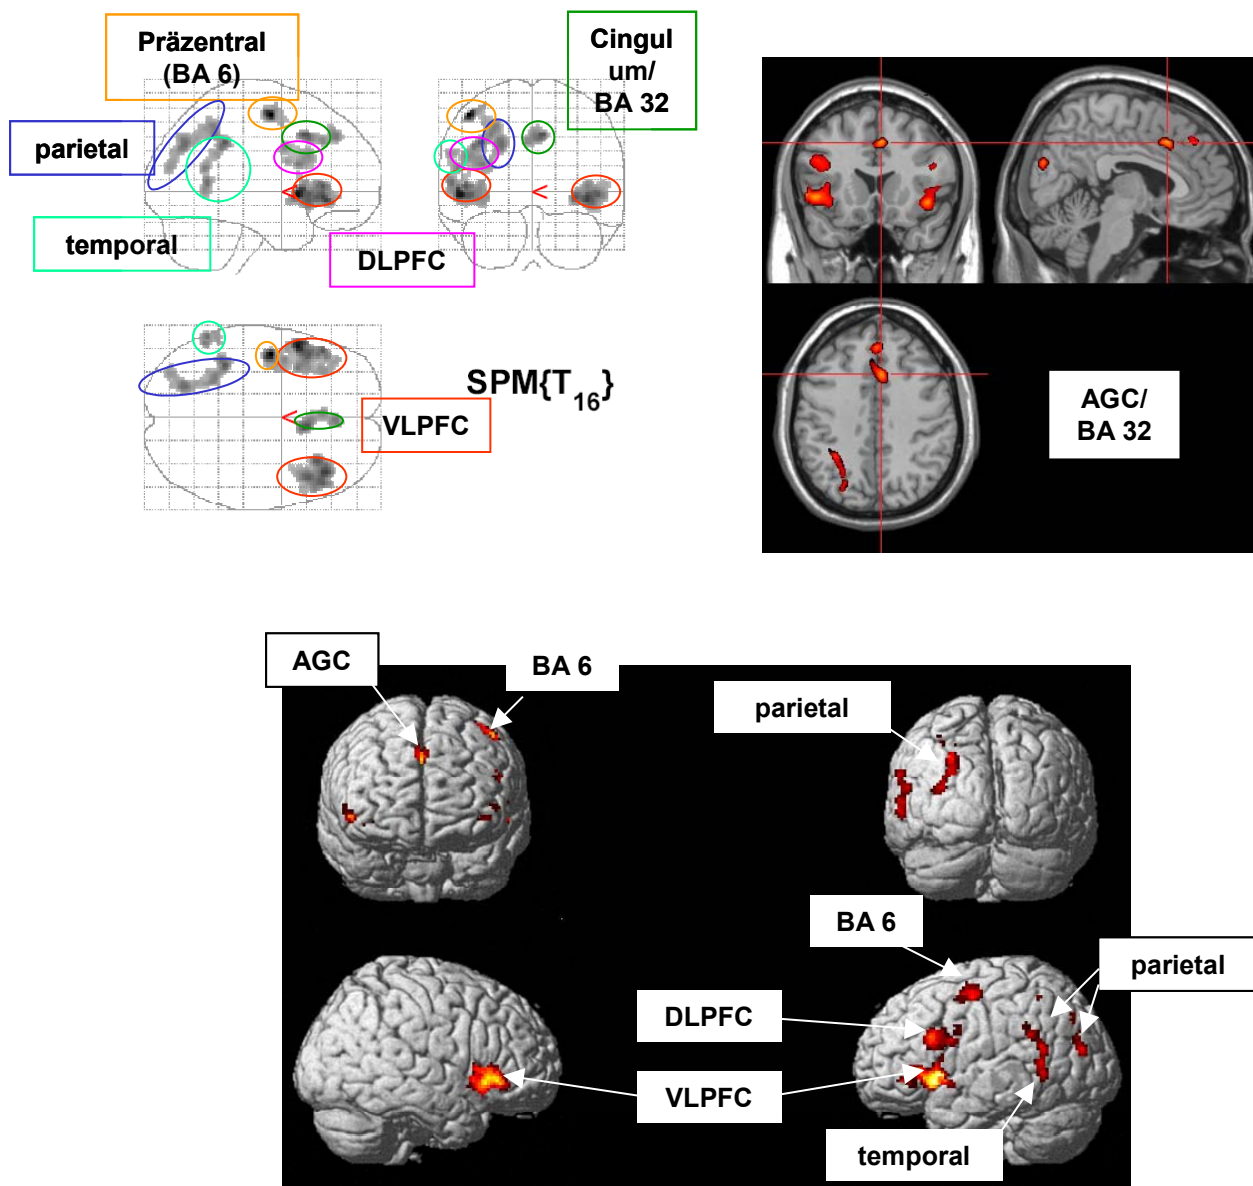 Präzentral
(BA 6)
Cingul
um/
BA 32
parietal
temporal
DLPFC
SPM{T₁₆}
VLPFC
AGC/
BA 32
AGC
BA 6
parietal
BA 6
parietal
DLPFC
VLPFC
temporal